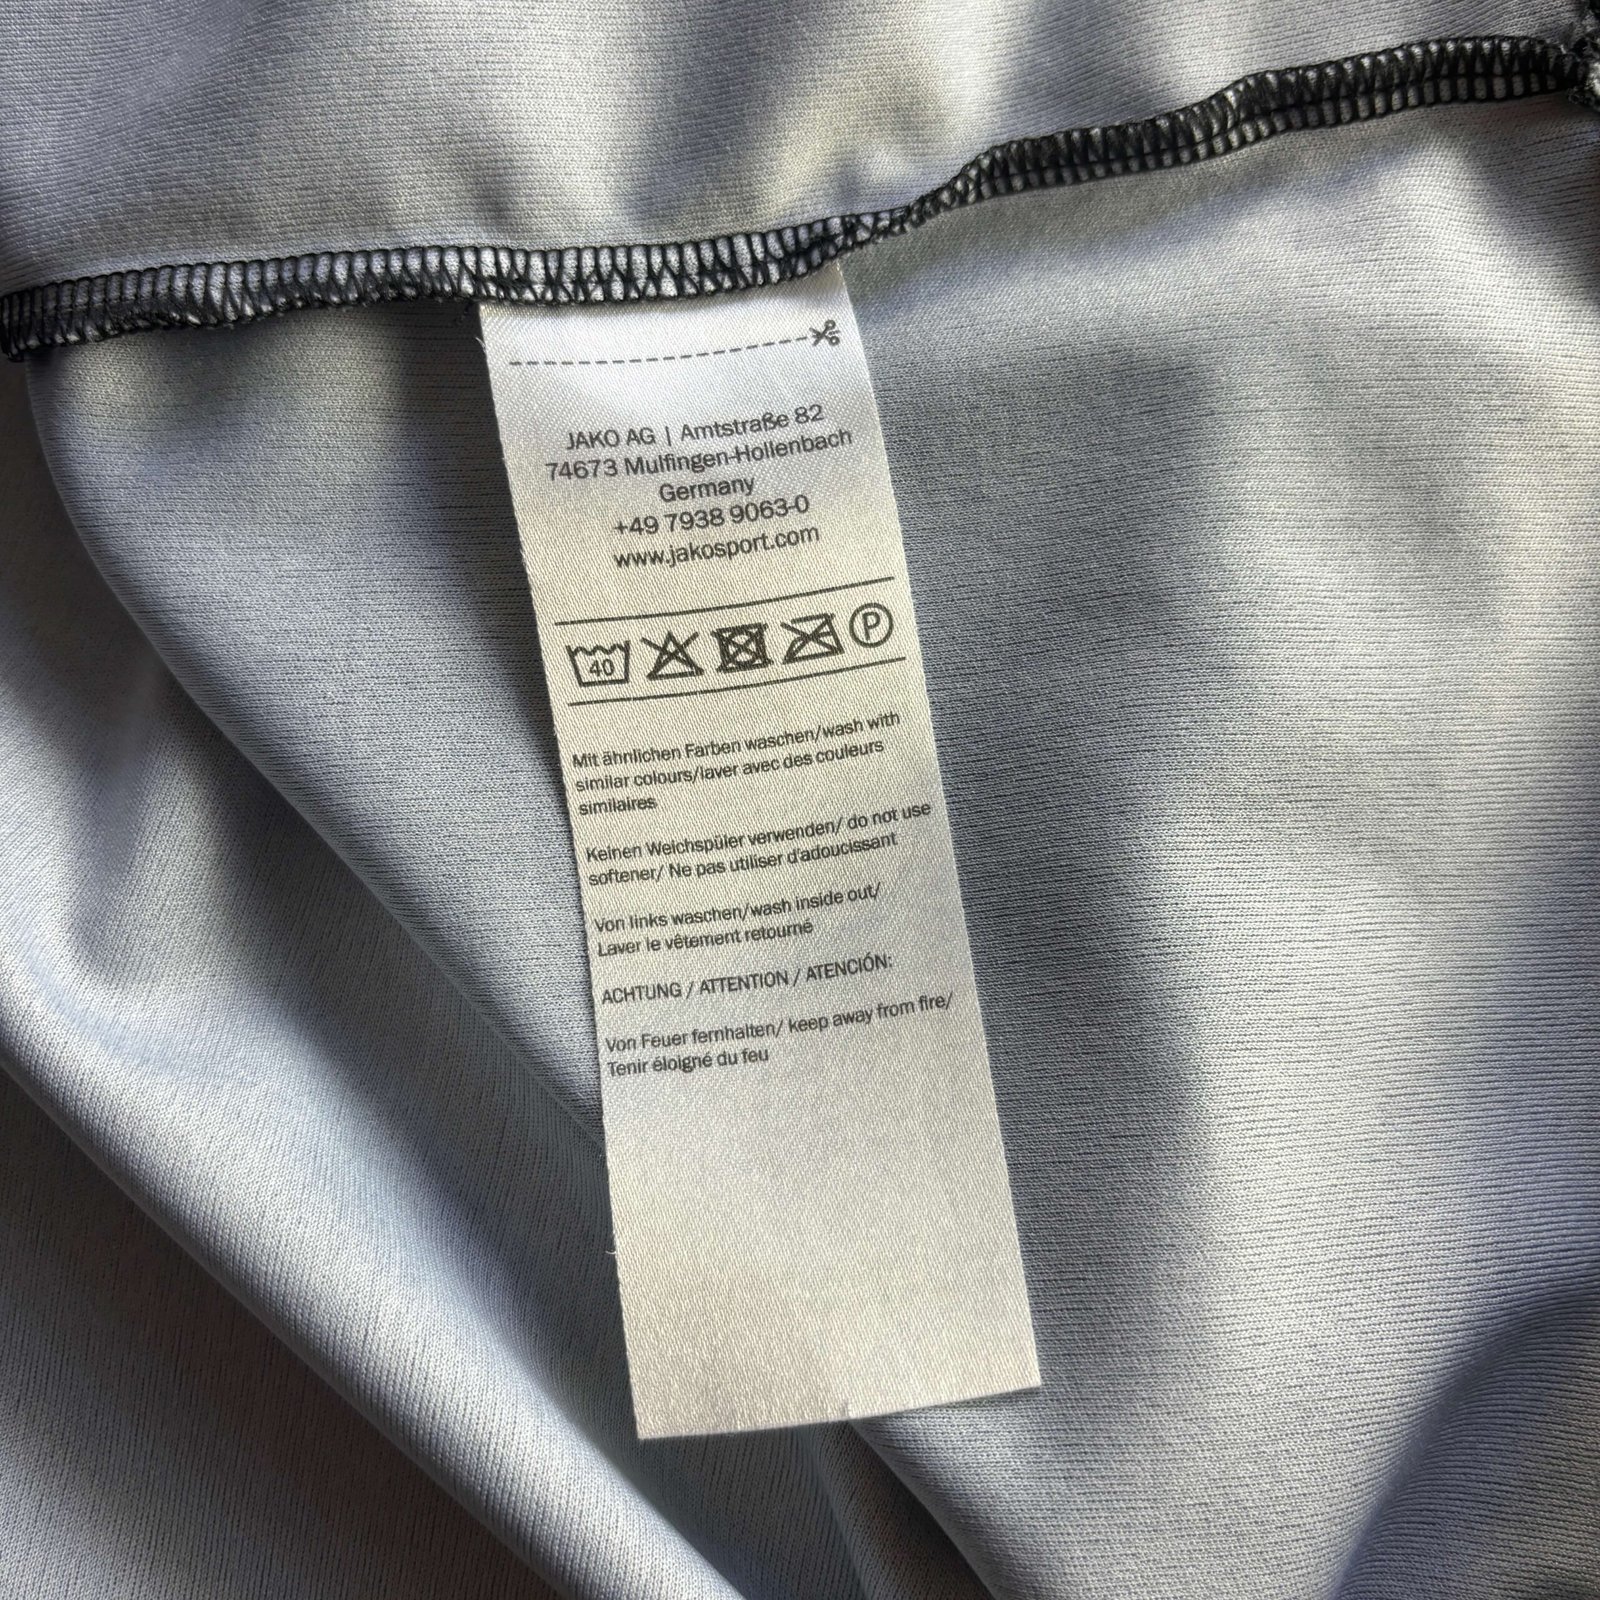 JAKO AG | Amtstraße 82
74673 Mulfingen-Hollenbach
Germany
+49 7938 9063-0
www.jakosport.com
40 P
Mit ähnlichen Farben waschen/wash with
similar colours/laver avec des couleurs
similaires
Keinen Weichspüler verwenden/ do not use
softener/ Ne pas utiliser d'adoucissant
Von links waschen/wash inside out/
Laver le vêtement retourné
ACHTUNG / ATTENTION / ATENCIÓN:
Von Feuer fernhalten/ keep away from fire/
Tenir éloigné du feu